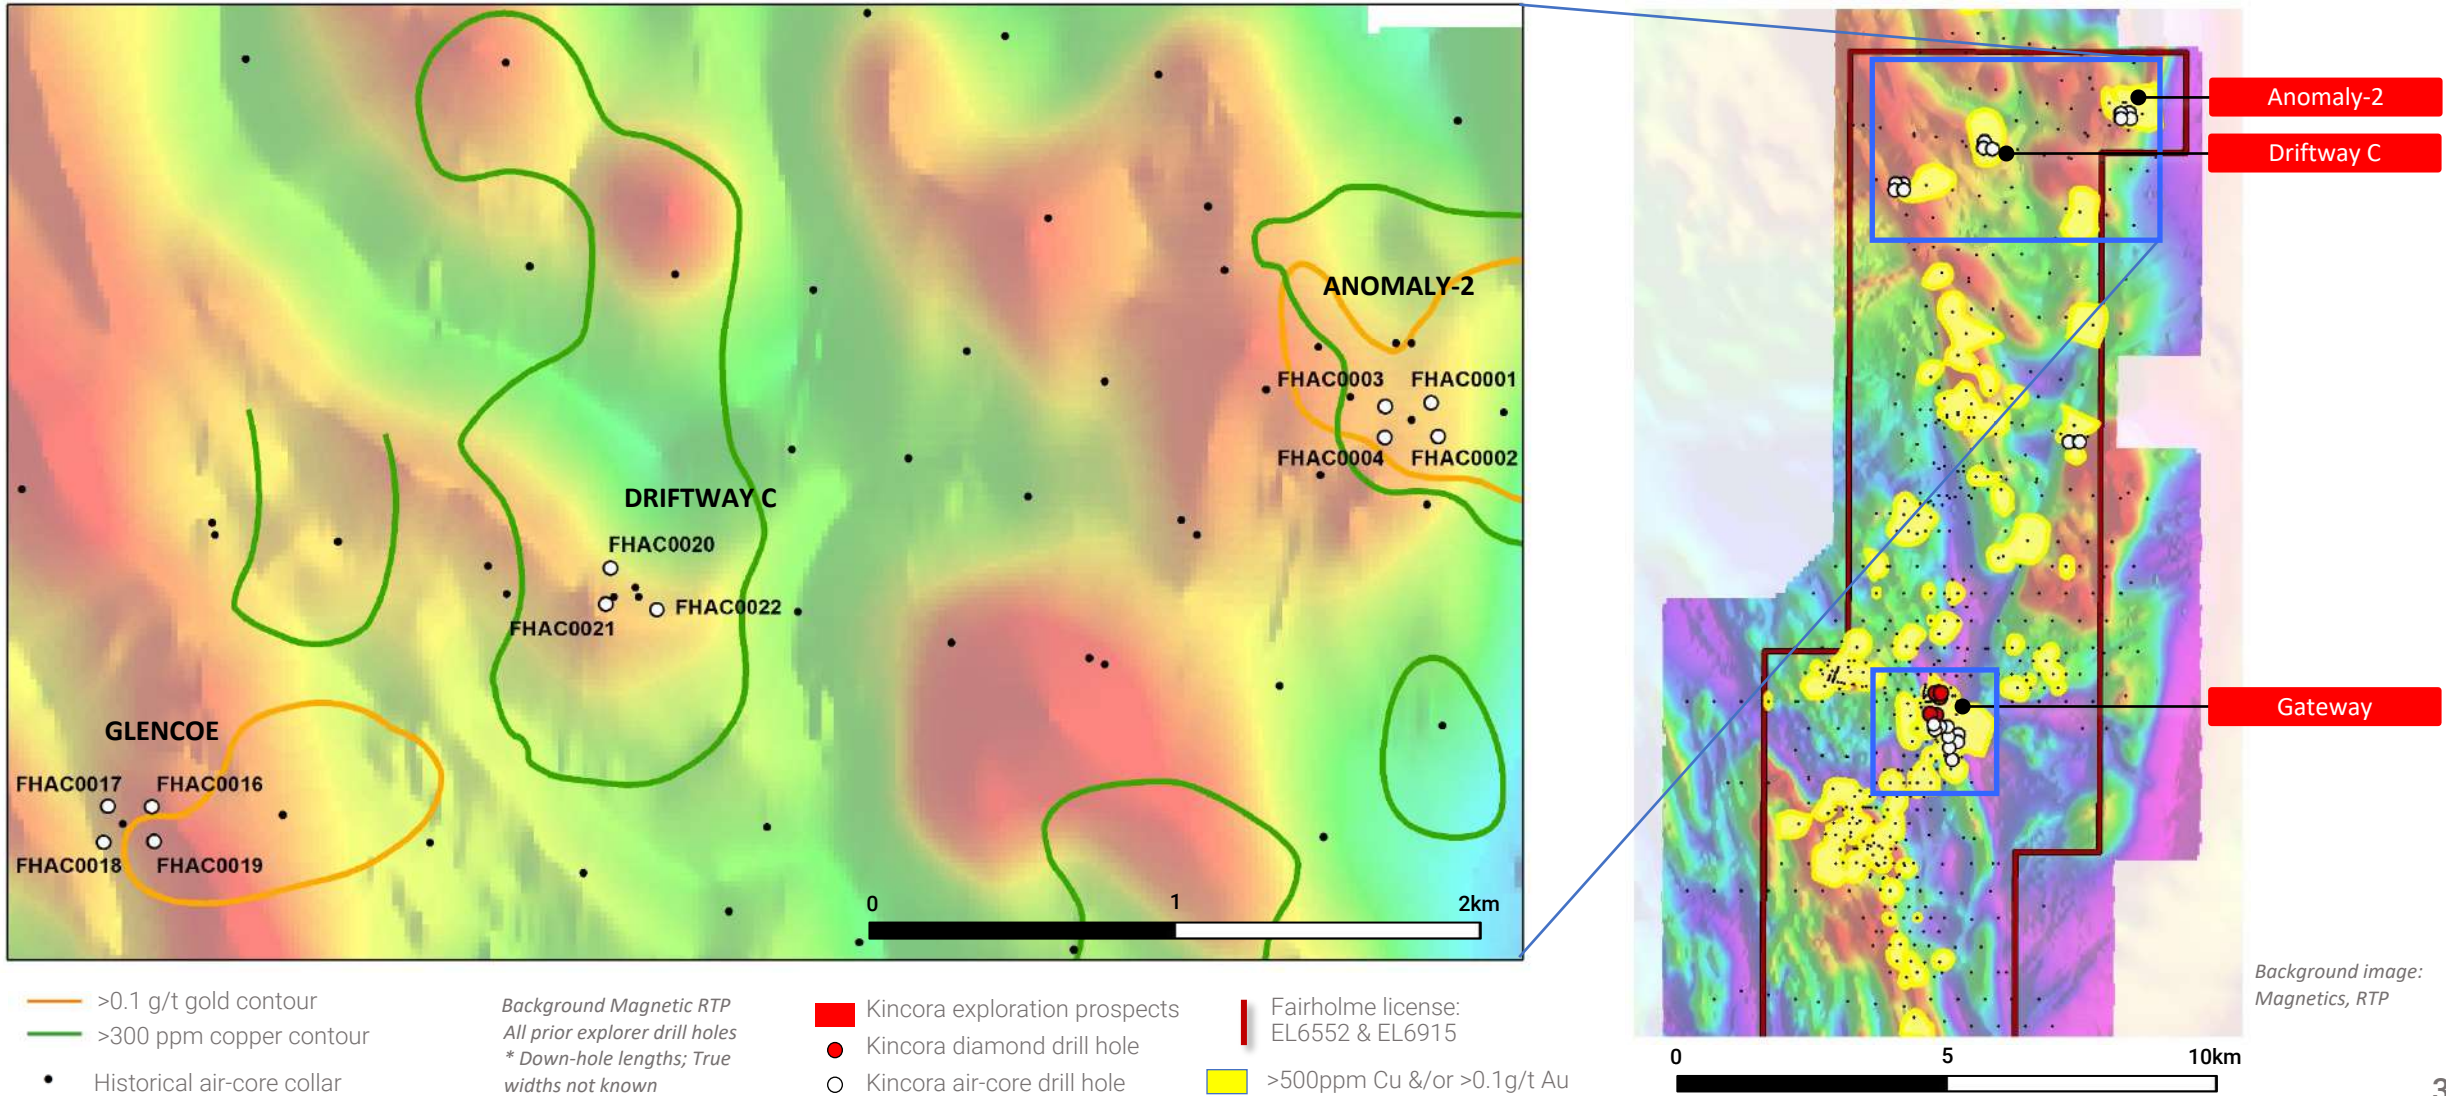 ANOMALY-2
FHAC0003
FHAC0001
FHAC0004
FHAC0002
DRIFTWAY C
FHAC0020
FHAC0022
FHAC0021
GLENCOE
FHAC0017
FHAC0016
FHAC0018
FHAC0019
0
1
2km
Anomaly-2
Driftway C
Gateway
Background image:
Magnetics, RTP
0
5
10km
>0.1 g/t gold contour
>300 ppm copper contour
Historical air-core collar
Background Magnetic RTP
All prior explorer drill holes
* Down-hole lengths; True
widths not known
Kincora exploration prospects
Kincora diamond drill hole
Kincora air-core drill hole
Fairholme license:
EL6552 & EL6915
>500ppm Cu &/or >0.1g/t Au